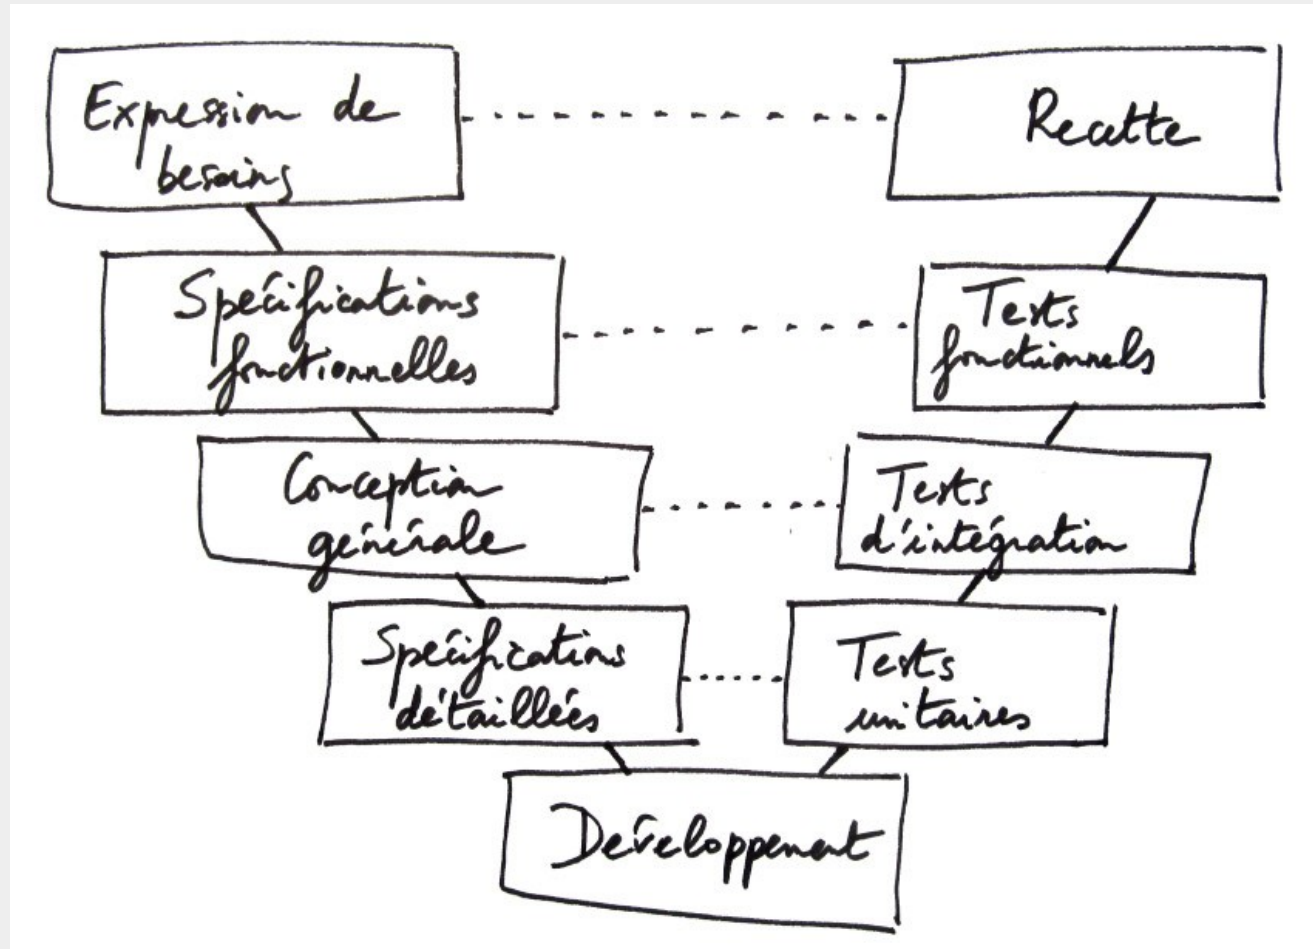 Expression de
besoins
Recette
Spécifications
fonctionnelles
Tests
fonctionnels
Conception
générale
Tests
d'intégration
Spécifications
détaillées
Tests
unitaires
Développement